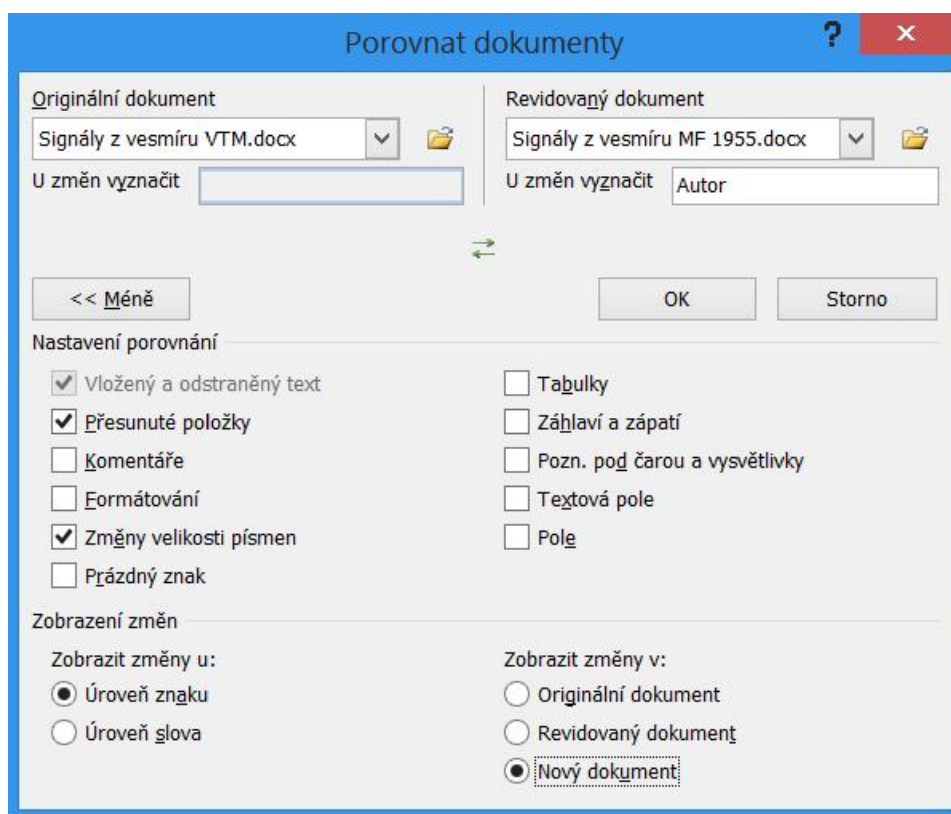 Porovnat dokumenty ? ×
Originální dokument Revidovaný dokument
Signály z vesmíru VTM.docx Signály z vesmíru MF 1955.docx
U změn vyznačit U změn vyznačit Autor
<< Méně OK Storno
Nastavení porovnání
Vložený a odstraněný text Tabulky
Přesunuté položky Záhlaví a zápatí
Komentáře Pozn. pod čarou a vysvětlivky
Formátování Textová pole
Změny velikosti písmen Pole
Prázdný znak
Zobrazení změn
Zobrazit změny u: Zobrazit změny v:
Úroveň znaku Originální dokument
Úroveň slova Revidovaný dokument
Nový dokument